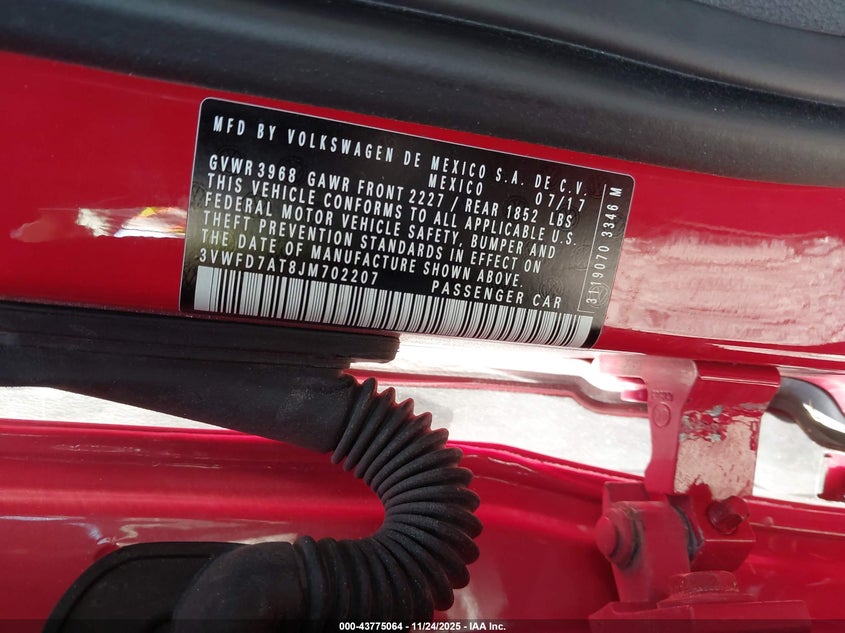 MFD BY VOLKSWAGEN DE MEXICO S.A. DE C.V.
MEXICO
GVWR 3968 GAWR FRONT 2227 / REAR 1852 LBS 07/17
THIS VEHICLE CONFORMS TO ALL APPLICABLE U.S.
FEDERAL MOTOR VEHICLE SAFETY, BUMPER AND
THEFT PREVENTION STANDARDS IN EFFECT ON
THE DATE OF MANUFACTURE SHOWN ABOVE.
3VWFD7AT8JM702207 PASSENGER CAR
3119070 3346 M
000-43775064 - 11/24/2025 - IAA Inc.